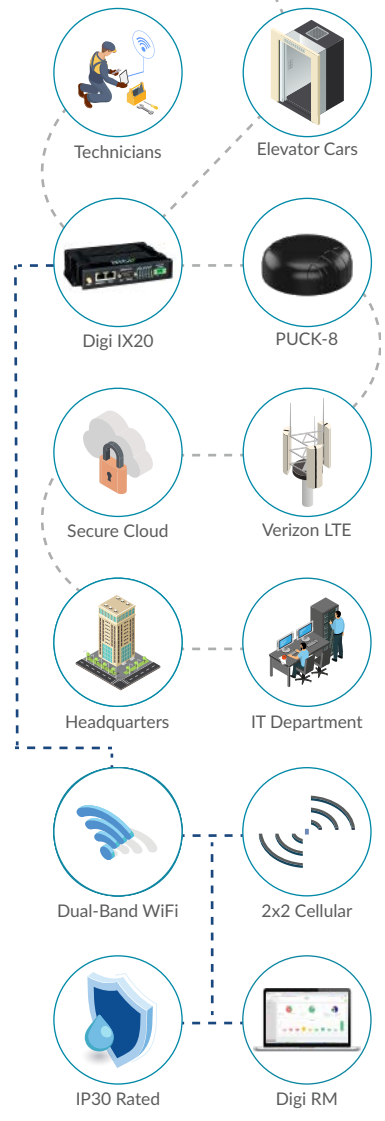 Technicians
Elevator Cars
Digi IX20
PUCK-8
Secure Cloud
Verizon LTE
Headquarters
IT Department
Dual-Band WiFi
2x2 Cellular
IP30 Rated
Digi RM